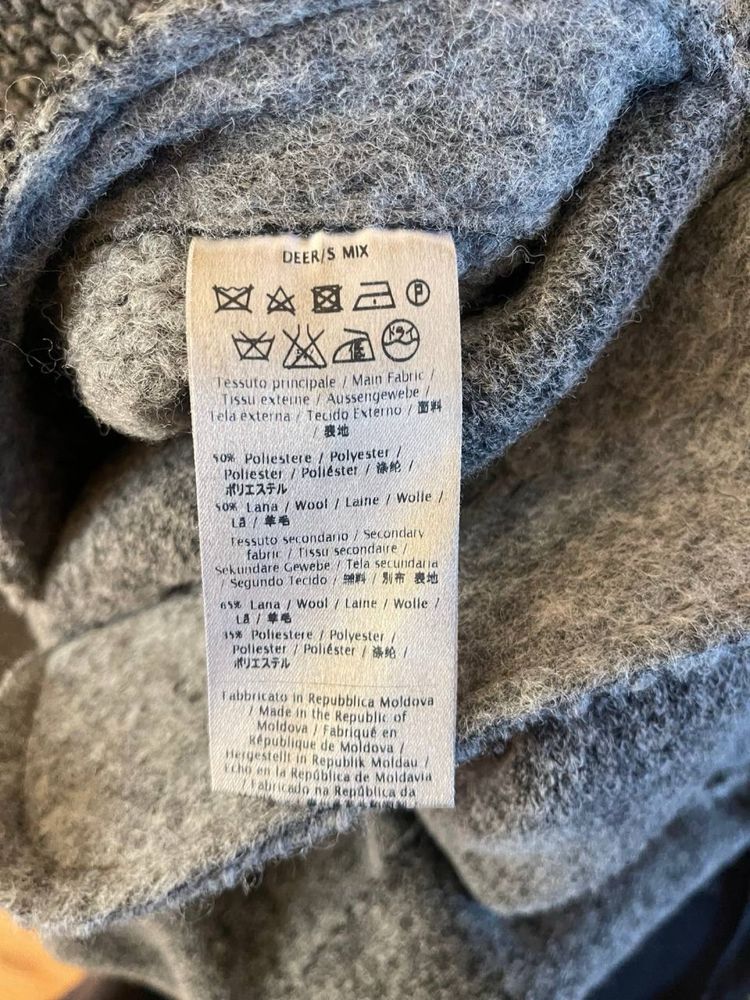 DEER/S MIX
P
ドライ
Tessuto principale / Main Fabric /
Tissu externe / Aussengewebe /
Tela externa / Tecido Externo / 面料
/ 表地
50% Poliestere / Polyester /
Poliester / Poliéster / 涤纶 /
ポリエステル
50% Lana / Wool / Laine / Wolle /
Lã / 羊毛
Tessuto secondario / Secondary
fabric / Tissu secondaire /
Sekundäre Gewebe / Tela secundaria
/ Segundo Tecido / 辅料 / 別布 表地
65% Lana / Wool / Laine / Wolle /
Lã / 羊毛
35% Poliestere / Polyester /
Poliester / Poliéster / 涤纶 /
ポリエステル
Fabbricato in Repubblica Moldova
/ Made in the Republic of
Moldova / Fabriqué en
République de Moldova /
Hergestellt in Republik Moldau /
Echo en la República de Moldavia
/ Fabricado na República da